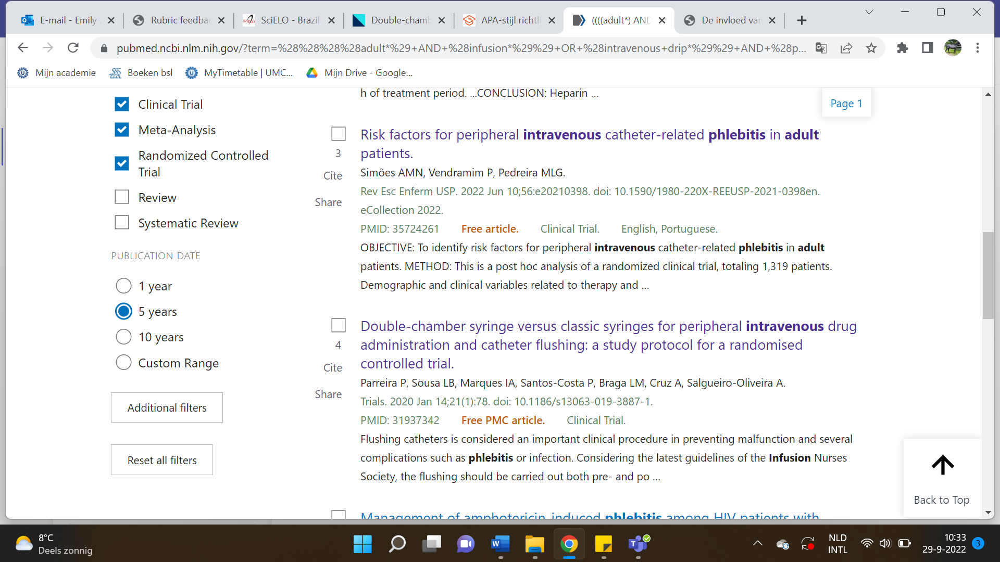 E-mail - Emily
Rubric feedba
SciELO - Brazil
Double-chamb
APA-stijl richtli
((((adult*) AND
De invloed var
pubmed.ncbi.nlm.nih.gov/?term=%28%28%28%28adult*%29+AND+%28infusion*%29%29+OR+%28intravenous+drip*%29%29+AND+%28p...
Mijn academie
Boeken bsl
MyTimetable | UMC...
Mijn Drive - Google...
Clinical Trial
Meta-Analysis
Randomized Controlled
Trial
Review
Systematic Review
PUBLICATION DATE
1 year
5 years
10 years
Custom Range
Additional filters
Reset all filters
h of treatment period. ...CONCLUSION: Heparin ...
Page 1
Risk factors for peripheral intravenous catheter-related phlebitis in adult
patients.
3
Cite
Share
Simões AMN, Vendramim P, Pedreira MLG.
Rev Esc Enferm USP. 2022 Jun 10;56:e20210398. doi: 10.1590/1980-220X-REEUSP-2021-0398en.
eCollection 2022.
PMID: 35724261 Free article. Clinical Trial. English, Portuguese.
OBJECTIVE: To identify risk factors for peripheral intravenous catheter-related phlebitis in adult
patients. METHOD: This is a post hoc analysis of a randomized clinical trial, totaling 1,319 patients.
Demographic and clinical variables related to therapy and ...
Double-chamber syringe versus classic syringes for peripheral intravenous drug
administration and catheter flushing: a study protocol for a randomised
controlled trial.
4
Cite
Share
Parreira P, Sousa LB, Marques IA, Santos-Costa P, Braga LM, Cruz A, Salgueiro-Oliveira A.
Trials. 2020 Jan 14;21(1):78. doi: 10.1186/s13063-019-3887-1.
PMID: 31937342 Free PMC article. Clinical Trial.
Flushing catheters is considered an important clinical procedure in preventing malfunction and several
complications such as phlebitis or infection. Considering the latest guidelines of the Infusion Nurses
Society, the flushing should be carried out both pre- and po ...
Management of amphotericin-induced phlebitis among HIV patients with
Back to Top
8°C
Deels zonnig
NLD
INTL
10:33
29-9-2022
3